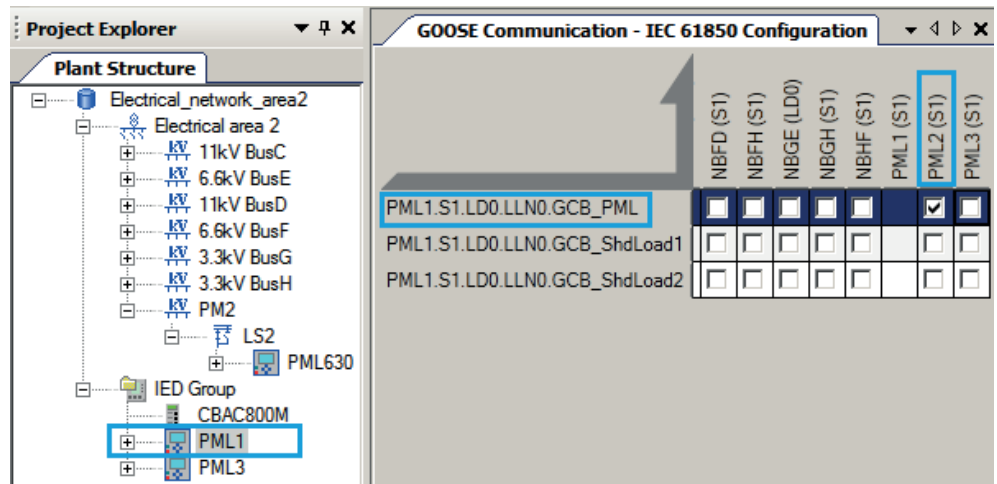 Project Explorer
Plant Structure
Electrical_network_area2
Electrical area 2
11kV BusC
6.6kV BusE
11kV BusD
6.6kV BusF
3.3kV BusG
3.3kV BusH
PM2
LS2
PML630
IED Group
CBAC800M
PML1
PML3
GOOSE Communication - IEC 61850 Configuration
NBFD (S1)
NBFH (S1)
NBGE (LD0)
NBGH (S1)
NBHF (S1)
PML1 (S1)
PML2 (S1)
PML3 (S1)
PML1.S1.LD0.LLN0.GCB_PML
PML1.S1.LD0.LLN0.GCB_ShdLoad1
PML1.S1.LD0.LLN0.GCB_ShdLoad2